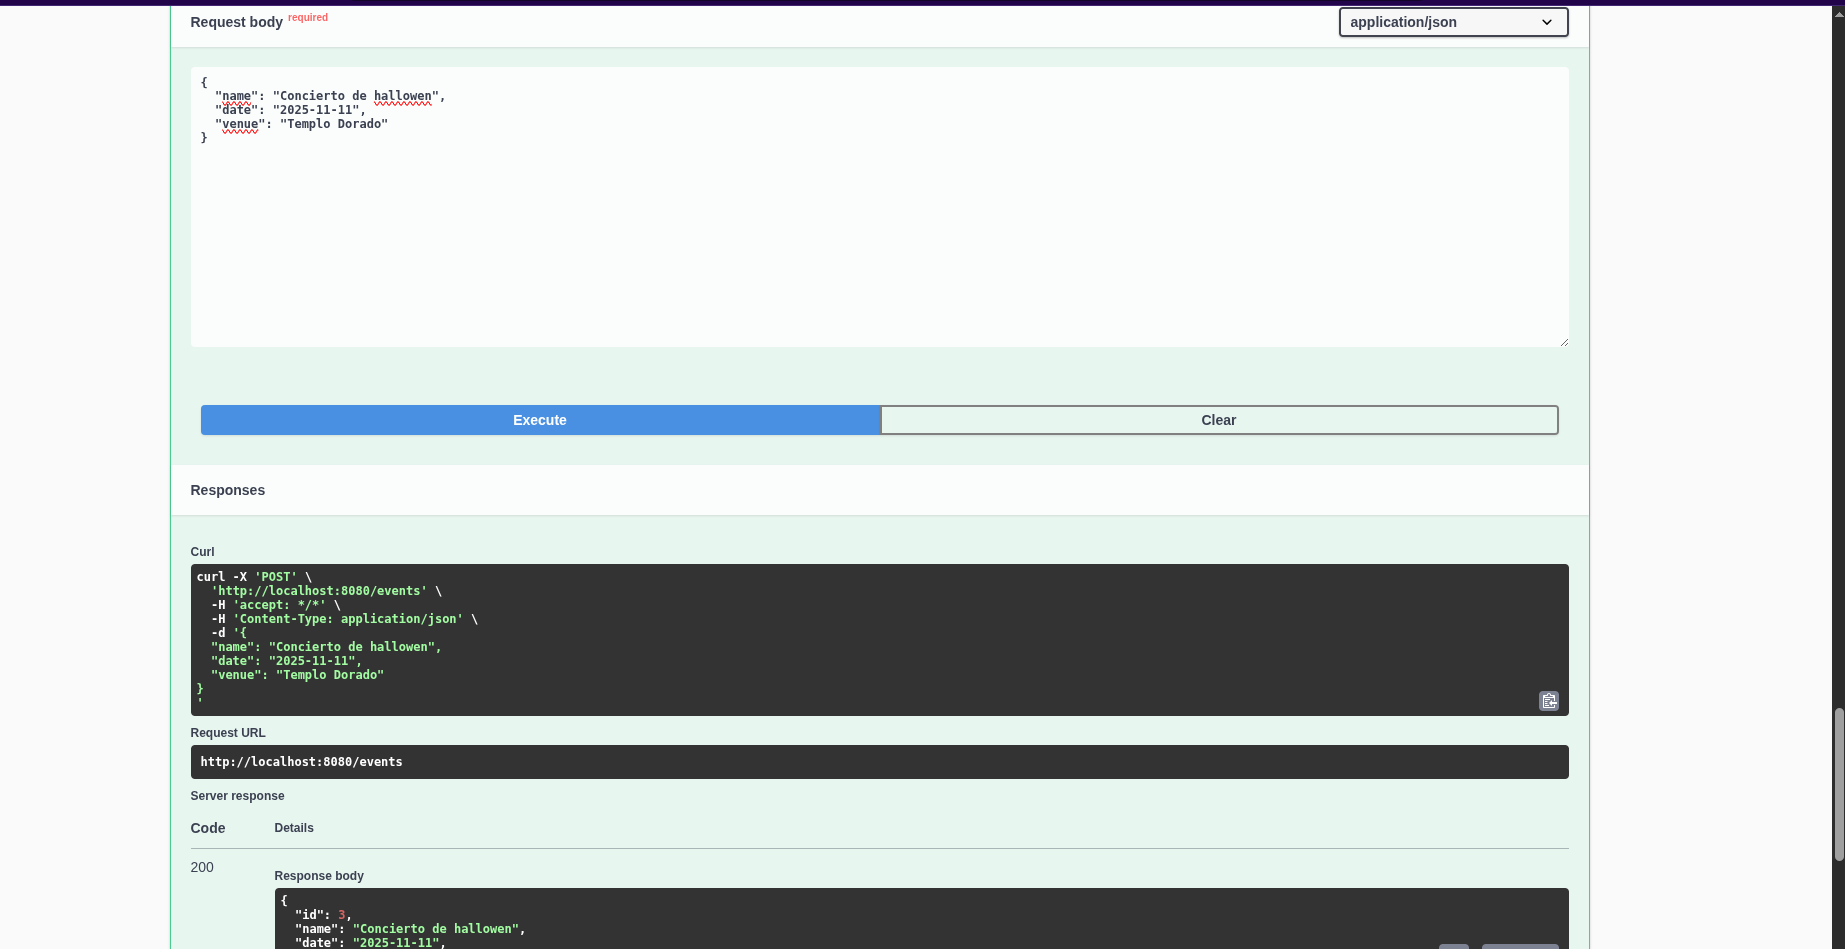 Request body required
application/json
{
  "name": "Concierto de hallowen",
  "date": "2025-11-11",
  "venue": "Templo Dorado"
}
Execute
Clear
Responses
Curl
curl -X 'POST' \
  'http://localhost:8080/events' \
  -H 'accept: */*' \
  -H 'Content-Type: application/json' \
  -d '{
  "name": "Concierto de hallowen",
  "date": "2025-11-11",
  "venue": "Templo Dorado"
}
'
Request URL
http://localhost:8080/events
Server response
Code Details
200
Response body
{
  "id": 3,
  "name": "Concierto de hallowen",
  "date": "2025-11-11",